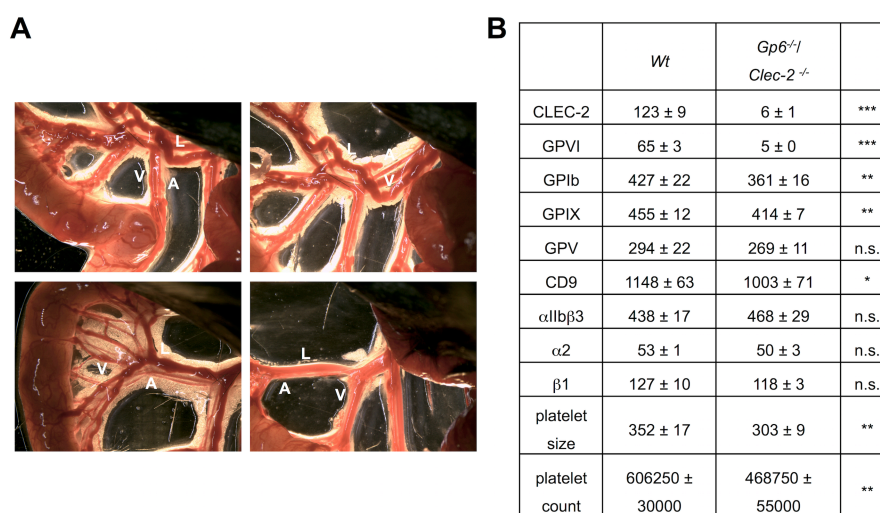 A
B
L
V
A
L
V
L
V
A
L
A
V
Wt
Gp6-/-/
Clec-2 -/-
CLEC-2 123 ± 9 6 ± 1 ***
GPVI 65 ± 3 5 ± 0 ***
GPIb 427 ± 22 361 ± 16 **
GPIX 455 ± 12 414 ± 7 **
GPV 294 ± 22 269 ± 11 n.s.
CD9 1148 ± 63 1003 ± 71 *
αIIbβ3 438 ± 17 468 ± 29 n.s.
α2 53 ± 1 50 ± 3 n.s.
β1 127 ± 10 118 ± 3 n.s.
platelet
size 352 ± 17 303 ± 9 **
platelet 606250 ± 468750 ±
count 30000 55000 **